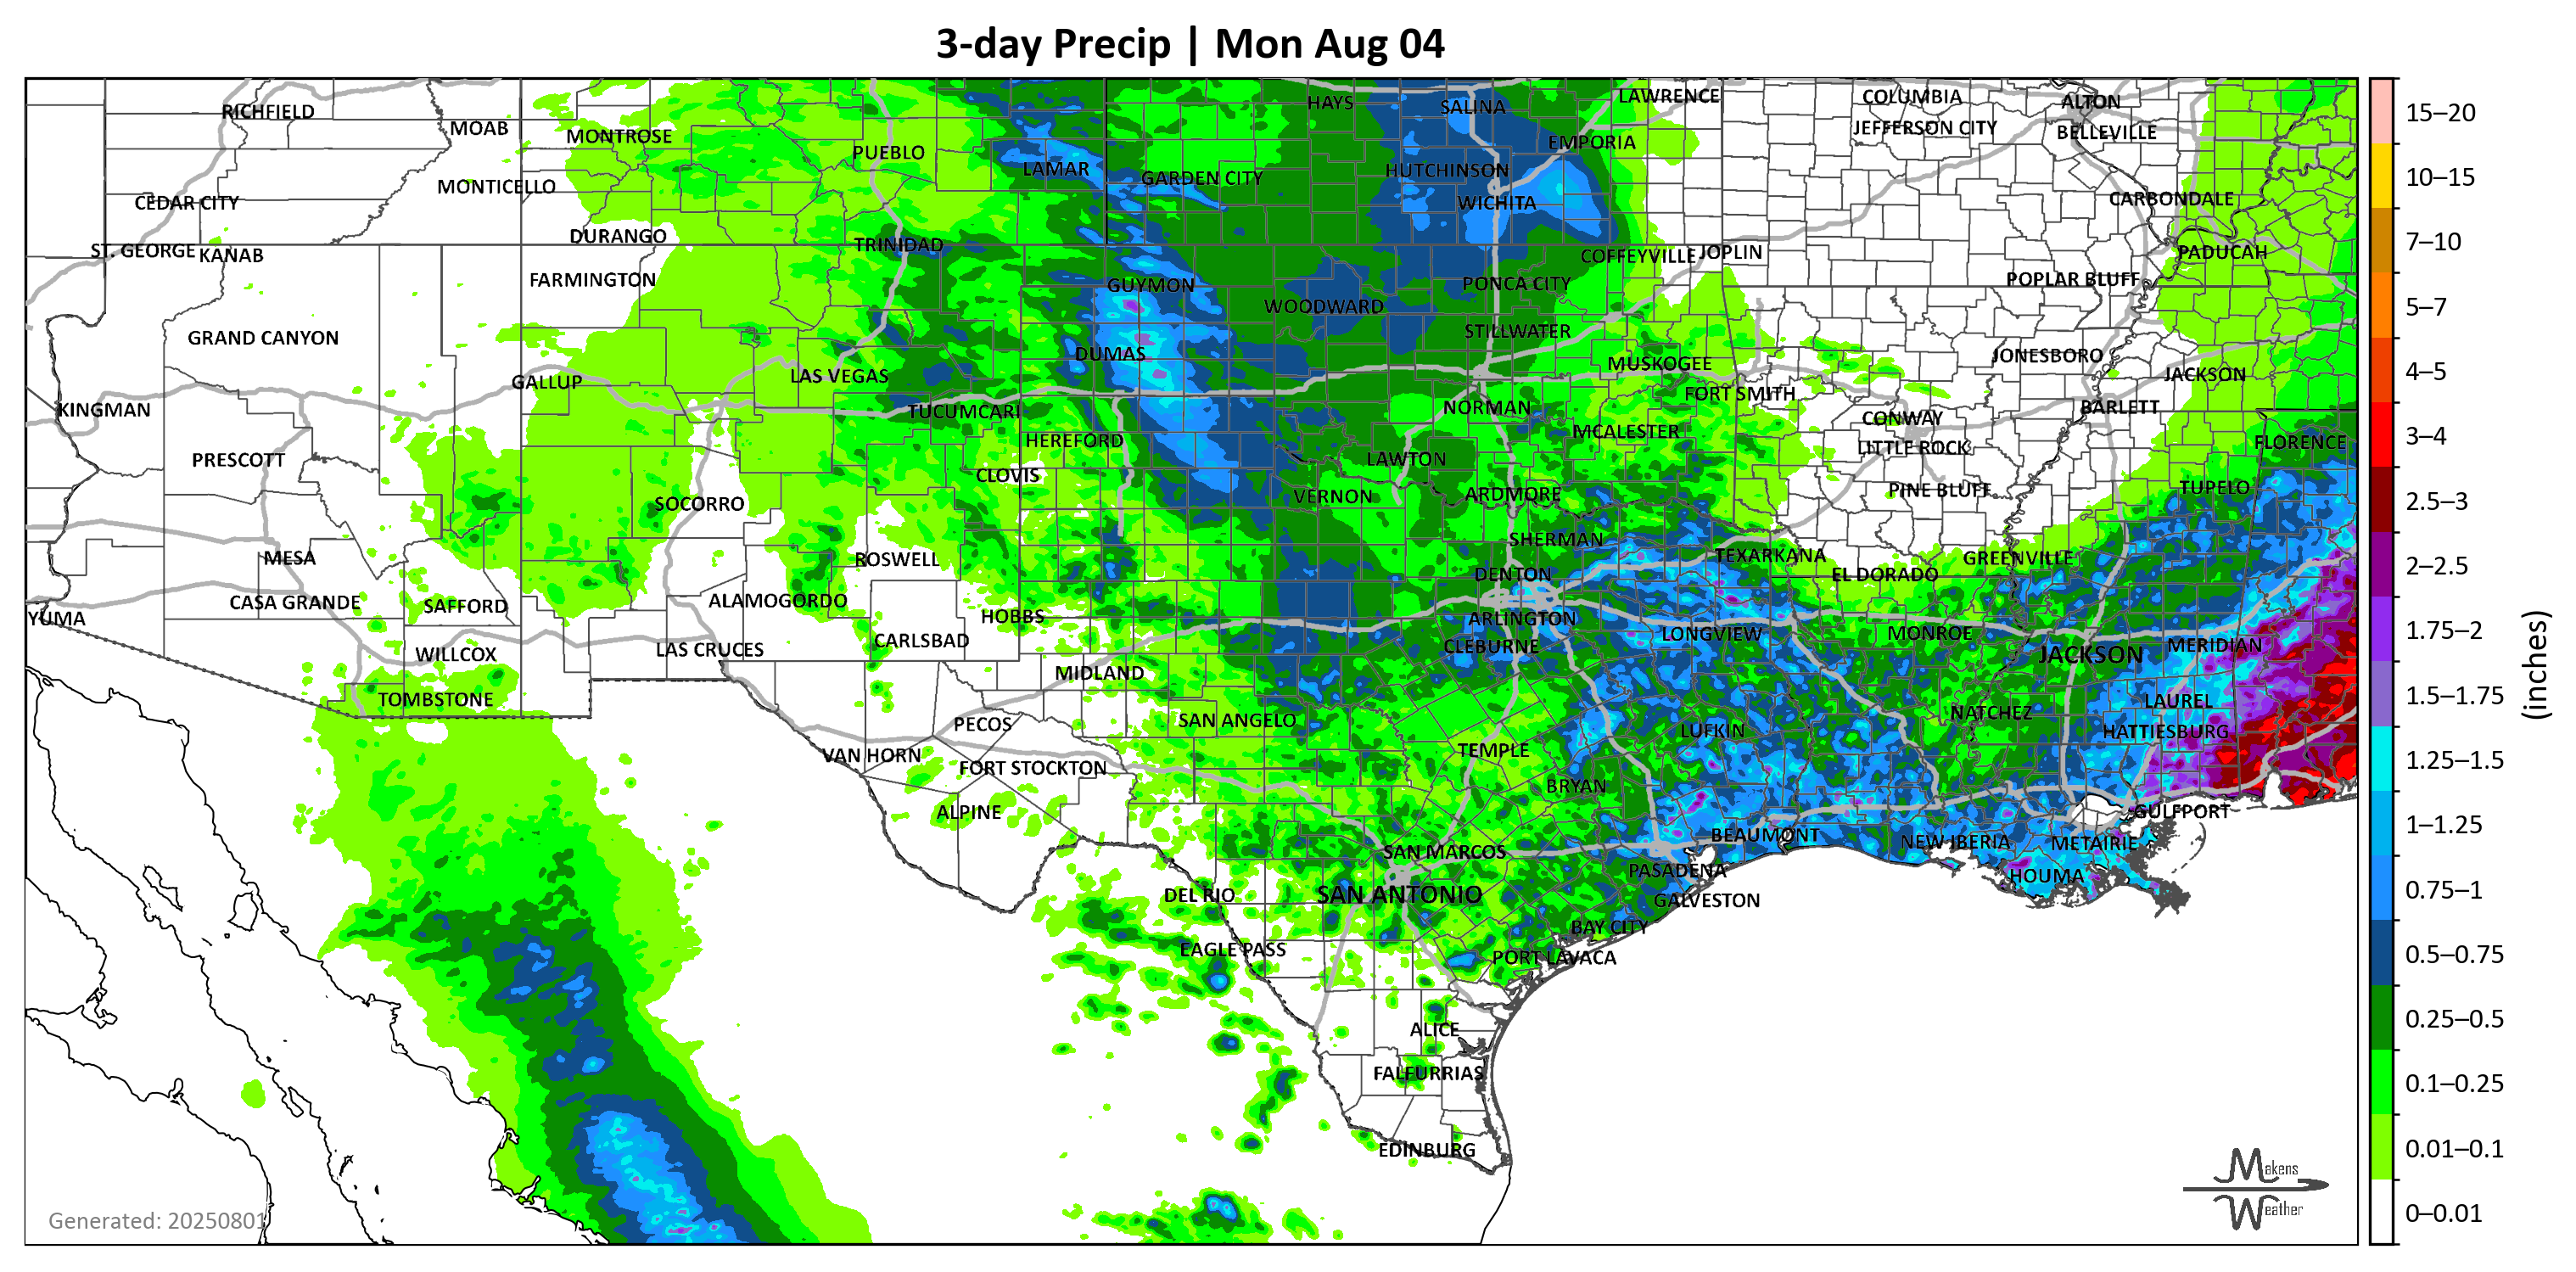 3-day Precip | Mon Aug 04
RICHFIELD
MOAB
MONTROSE
PUEBLO
LAMAR
GARDEN CITY
HAYS
SALINA
LAWRENCE
COLUMBIA
ALTON
JEFFERSON CITY
BELLEVILLE
EMPORIA
HUTCHINSON
MONTICELLO
CEDAR CITY
WICHITA
CARBONDALE
DURANGO
TRINIDAD
ST. GEORGE
KANAB
COFFEYVILLE
JOPLIN
PADUCAH
FARMINGTON
GUYMON
PONCA CITY
POPLAR BLUFF
WOODWARD
GRAND CANYON
STILLWATER
DUMAS
JONESBORO
MUSKOGEE
GALLUP
LAS VEGAS
JACKSON
FORT SMITH
KINGMAN
TUCUMCARI
NORMAN
CONWAY
BARLETT
HEREFORD
MCALESTER
FLORENCE
PRESCOTT
LAWTON
LITTLE ROCK
CLOVIS
TUPELO
SOCORRO
VERNON
ARDMORE
PINE BLUFF
SHERMAN
MESA
ROSWELL
TEXARKANA
GREENVILLE
DENTON
EL DORADO
YUMA
CASA GRANDE
SAFFORD
ALAMOGORDO
HOBBS
ARLINGTON
LONGVIEW
MONROE
CARLSBAD
CLEBURNE
MERIDIAN
WILLCOX
LAS CRUCES
JACKSON
MIDLAND
TOMBSTONE
LAUREL
PECOS
SAN ANGELO
NATCHEZ
LUFKIN
HATTIESBURG
VAN HORN
TEMPLE
FORT STOCKTON
BRYAN
ALPINE
GULFPORT
BEAUMONT
NEW IBERIA
METAIRIE
SAN MARCOS
PASADENA
HOUMA
DEL RIO
SAN ANTONIO
GALVESTON
BAY CITY
EAGLE PASS
PORT LAVACA
ALICE
FALFURRIAS
EDINBURG
Generated: 20250801
Makens
Weather
15–20
10–15
7–10
5–7
4–5
3–4
2.5–3
2–2.5
1.75–2
1.5–1.75
1.25–1.5
1–1.25
0.75–1
0.5–0.75
0.25–0.5
0.1–0.25
0.01–0.1
0–0.01
(inches)